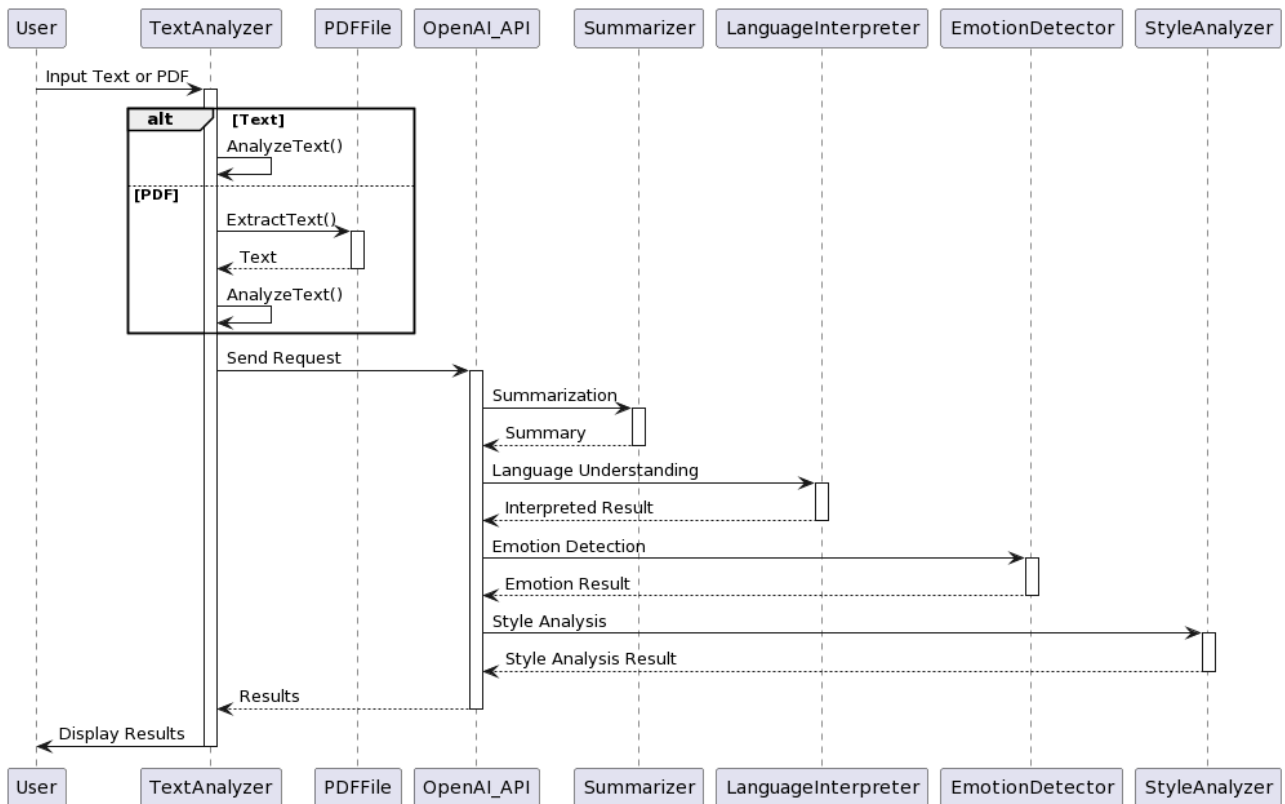 User TextAnalyzer PDFFile OpenAI_API Summarizer LanguageInterpreter EmotionDetector StyleAnalyzer
Input Text or PDF
alt [Text]
AnalyzeText()
[PDF]
ExtractText()
Text
AnalyzeText()
Send Request
Summarization
Summary
Language Understanding
Interpreted Result
Emotion Detection
Emotion Result
Style Analysis
Style Analysis Result
Results
Display Results
User TextAnalyzer PDFFile OpenAI_API Summarizer LanguageInterpreter EmotionDetector StyleAnalyzer